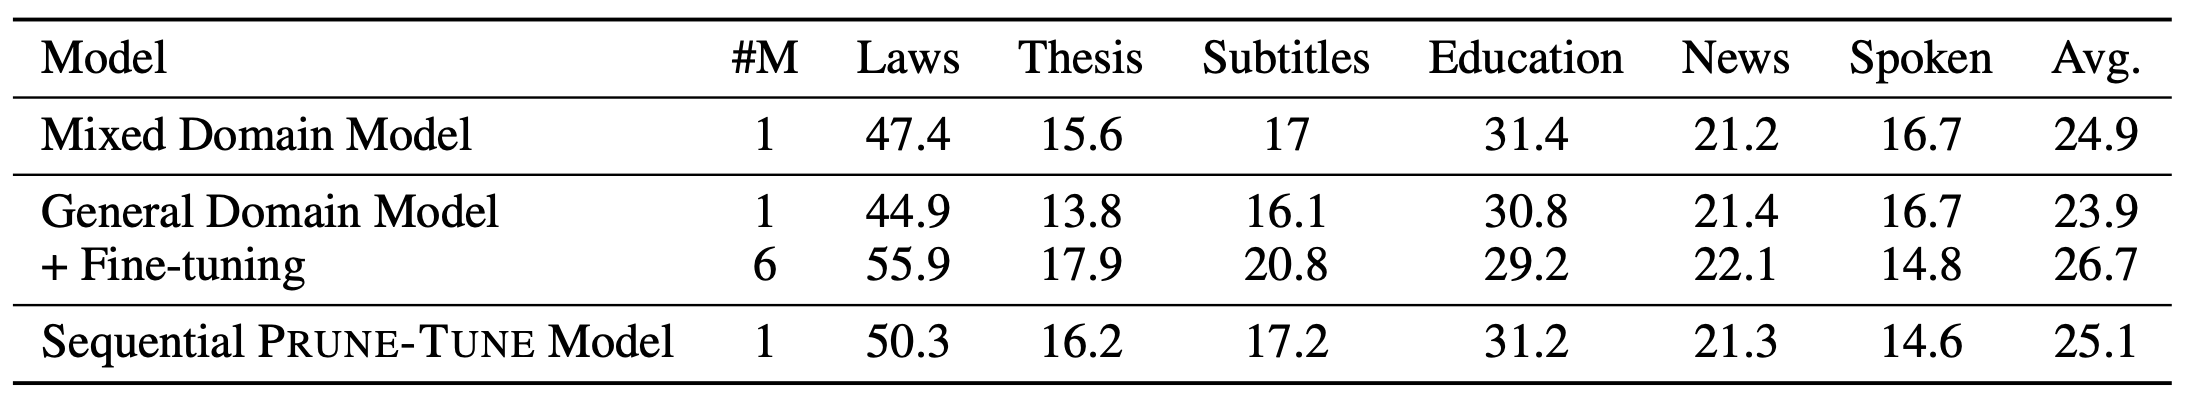 Model #M Laws Thesis Subtitles Education News Spoken Avg.
Mixed Domain Model 1 47.4 15.6 17 31.4 21.2 16.7 24.9
General Domain Model 1 44.9 13.8 16.1 30.8 21.4 16.7 23.9
+ Fine-tuning 6 55.9 17.9 20.8 29.2 22.1 14.8 26.7
Sequential PRUNE-TUNE Model 1 50.3 16.2 17.2 31.2 21.3 14.6 25.1